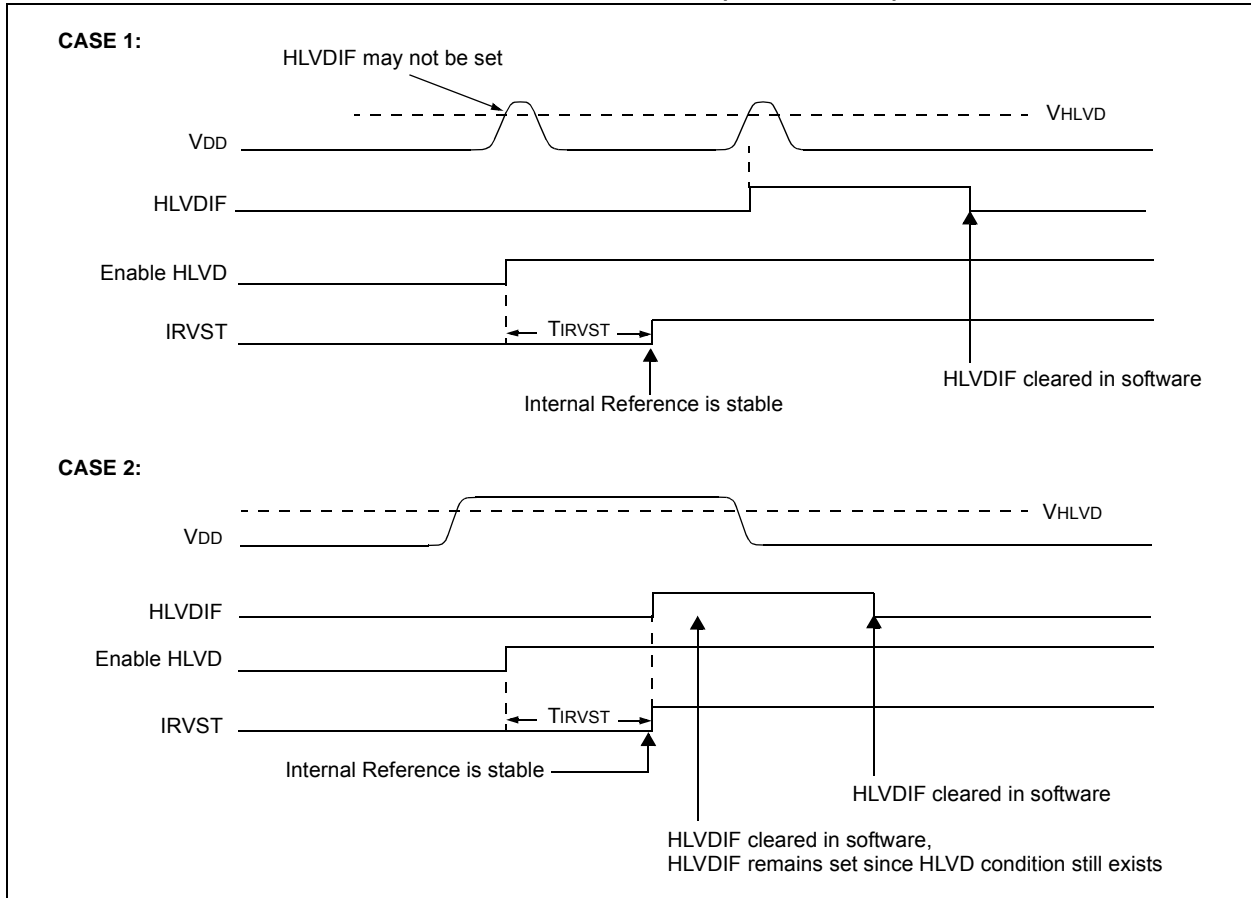 CASE 1:
HLVDIF may not be set
VHLVD
VDD
HLVDIF
Enable HLVD
TIRVST
IRVST
HLVDIF cleared in software
Internal Reference is stable
CASE 2:
VHLVD
VDD
HLVDIF
Enable HLVD
TIRVST
IRVST
Internal Reference is stable
HLVDIF cleared in software
HLVDIF cleared in software,
HLVDIF remains set since HLVD condition still exists